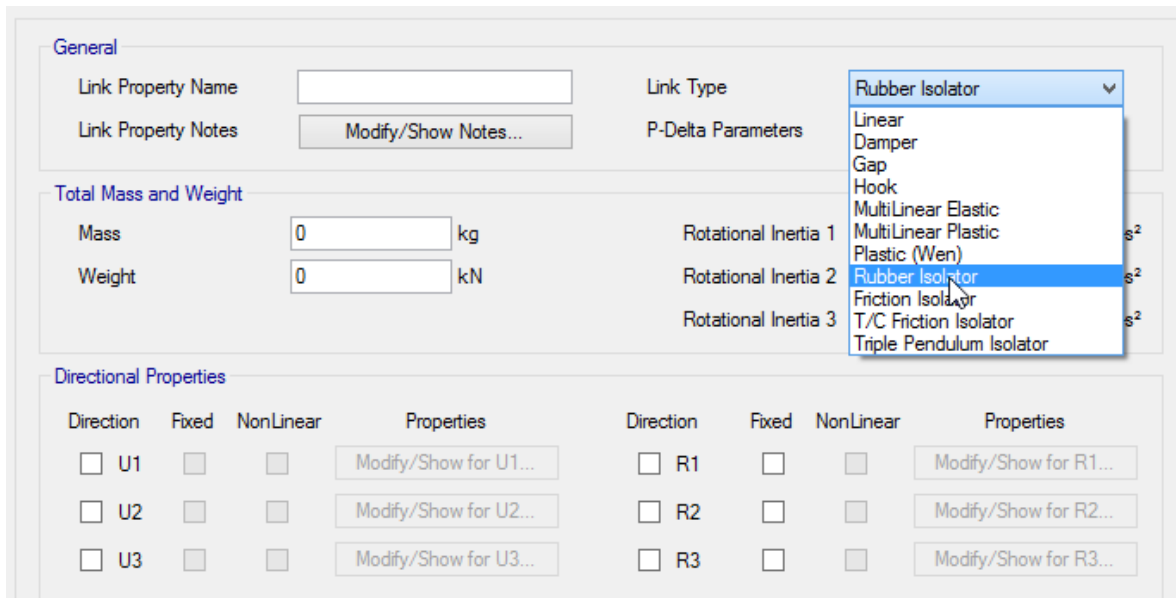 General
Link Property Name Link Type Rubber Isolator
Linear
Link Property Notes Modify/Show Notes... P-Delta Parameters
Damper
Gap
Hook
Total Mass and Weight
MultiLinear Elastic
Mass 0 kg Rotational Inertia 1 MultiLinear Plastic s²
Plastic (Wen)
Weight 0 kN Rotational Inertia 2 Rubber Isolator s²
Friction Isolator
Rotational Inertia 3 T/C Friction Isolator s²
Triple Pendulum Isolator
Directional Properties
Direction Fixed NonLinear Properties Direction Fixed NonLinear Properties
U1 Modify/Show for U1... R1 Modify/Show for R1...
U2 Modify/Show for U2... R2 Modify/Show for R2...
U3 Modify/Show for U3... R3 Modify/Show for R3...